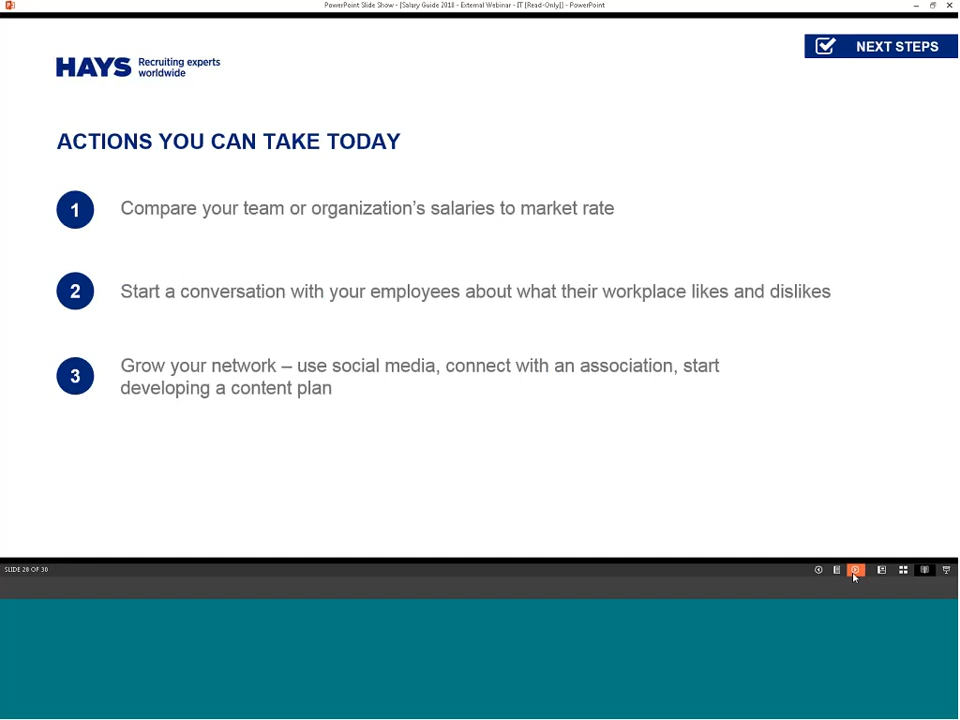 PowerPoint Slide Show - [Salary Guide 2018 - External Webinar - IT [Read-Only]] - PowerPoint
NEXT STEPS
HAYS Recruiting experts
worldwide
ACTIONS YOU CAN TAKE TODAY
1 Compare your team or organization's salaries to market rate
2 Start a conversation with your employees about what their workplace likes and dislikes
3 Grow your network – use social media, connect with an association, start
developing a content plan
SLIDE 28 OF 30